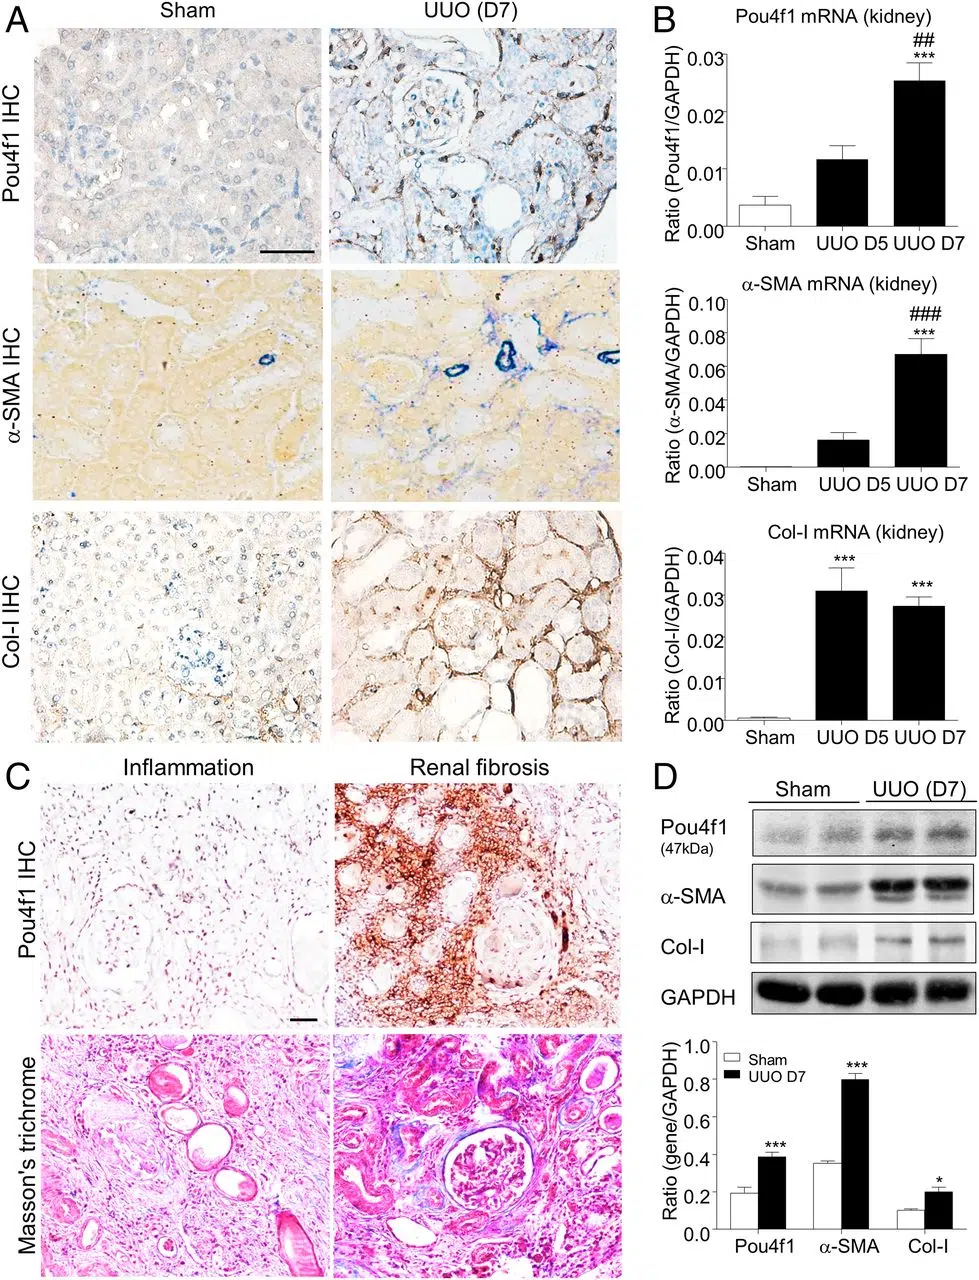 A
Sham
UUO (D7)
Pou4f1 IHC
α-SMA IHC
Col-I IHC
B
Pou4f1 mRNA (kidney)
Ratio (Pou4f1/GAPDH)
0.03
0.02
0.01
0.00
##
***
Sham
UUO D5
UUO D7
α-SMA mRNA (kidney)
Ratio (α-SMA/GAPDH)
0.10
0.08
0.06
0.04
0.02
0.00
###
***
Sham
UUO D5
UUO D7
Col-I mRNA (kidney)
Ratio (Col-I/GAPDH)
0.04
0.03
0.02
0.01
0.00
***
***
Sham
UUO D5
UUO D7
C
Inflammation
Renal fibrosis
Pou4f1 IHC
Masson's trichrome
D
Sham
UUO (D7)
Pou4f1
(47kDa)
α-SMA
Col-I
GAPDH
Ratio (gene/GAPDH)
1.0
0.8
0.4
0.2
0.0
Sham
UUO D7
***
***
*
Pou4f1
α-SMA
Col-I